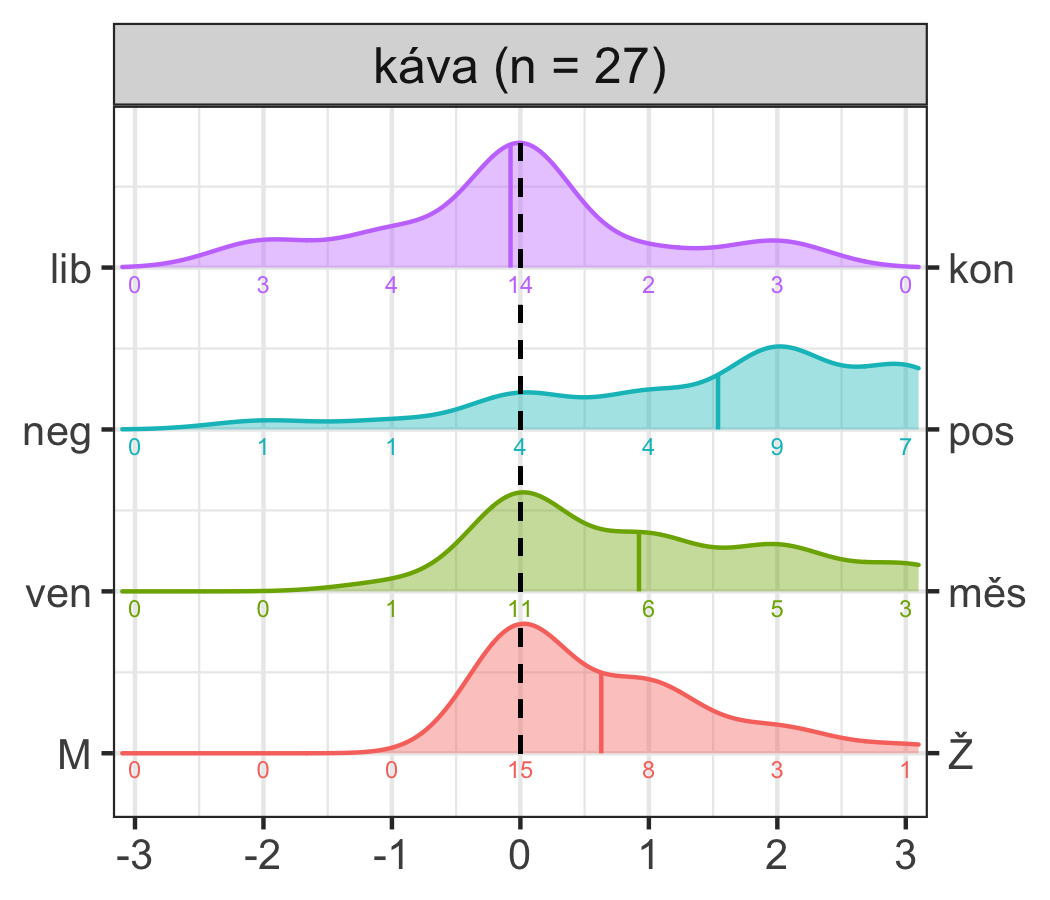 káva (n = 27)
lib kon
0 3 4 14 2 3 0
neg pos
0 1 1 4 4 9 7
ven měs
0 0 1 11 6 5 3
M Ž
0 0 0 15 8 3 1
-3 -2 -1 0 1 2 3